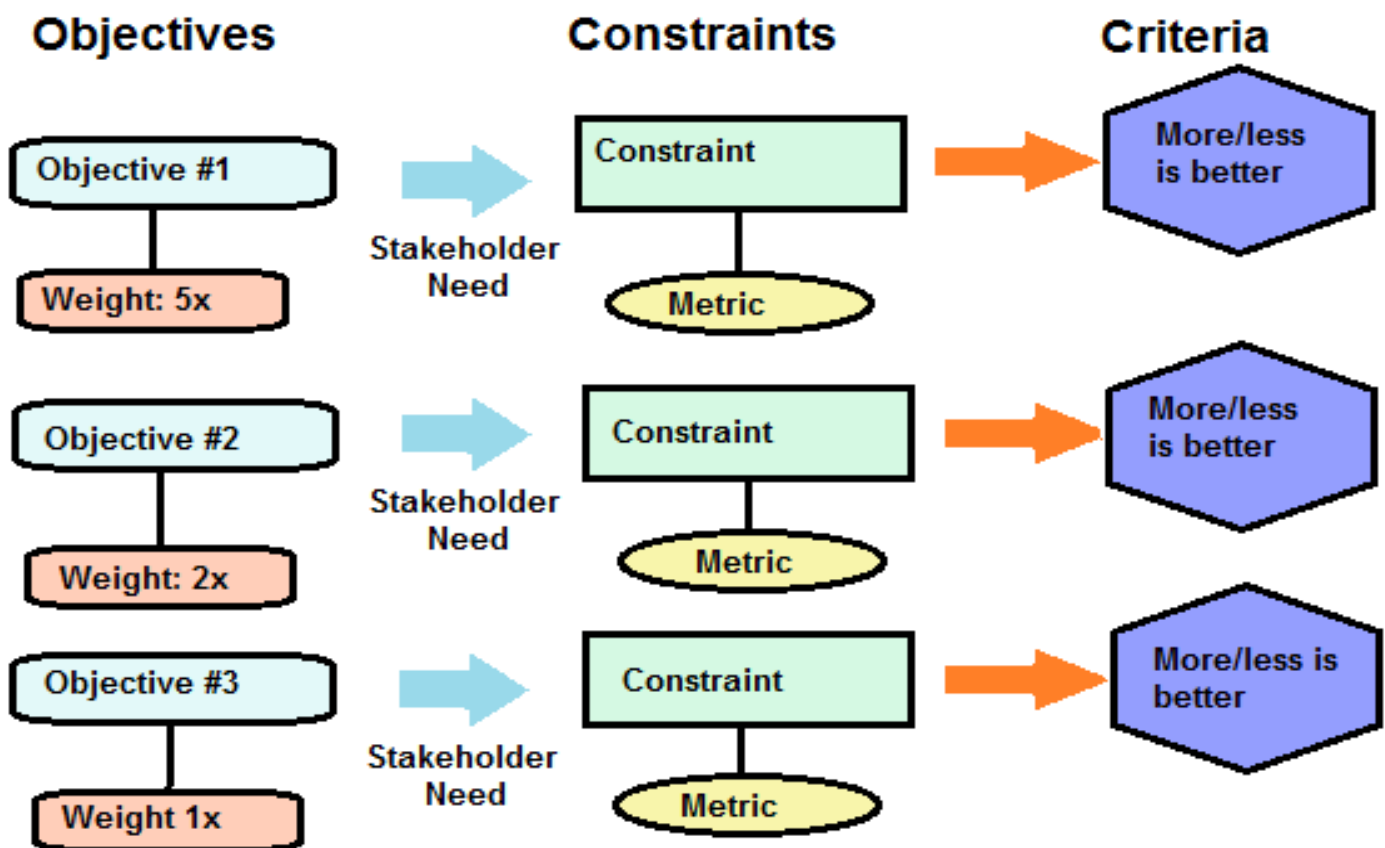 Objectives
Constraints
Criteria
Objective #1
Weight: 5x
Stakeholder
Need
Constraint
Metric
More/less
is better
Objective #2
Weight: 2x
Stakeholder
Need
Constraint
Metric
More/less
is better
Objective #3
Weight 1x
Stakeholder
Need
Constraint
Metric
More/less is
better